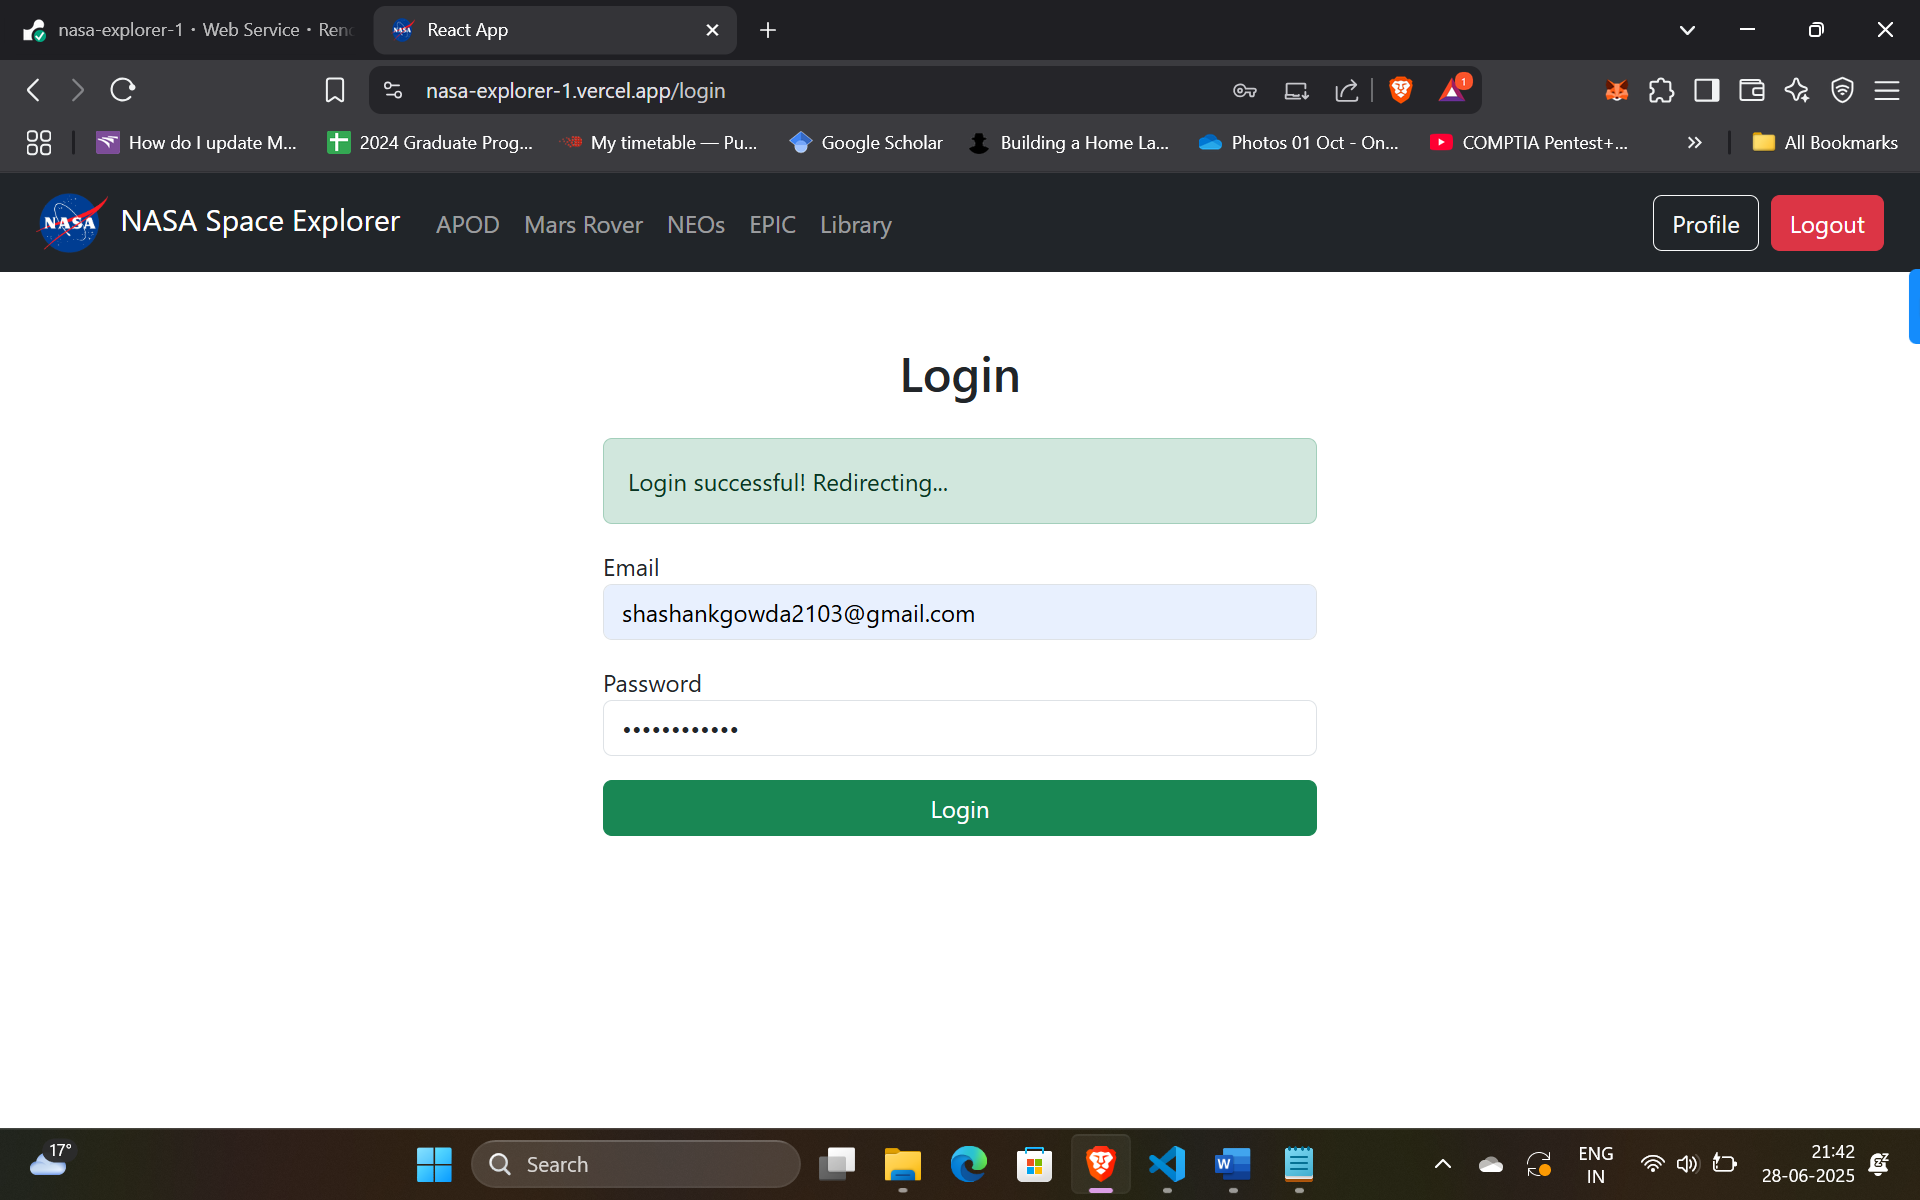 nasa-explorer-1 · Web Service · Ren
React App
nasa-explorer-1.vercel.app/login
1
How do I update M...
2024 Graduate Prog...
My timetable — Pu...
Google Scholar
Building a Home La...
Photos 01 Oct - On...
COMPTIA Pentest+...
All Bookmarks
NASA
NASA Space Explorer
APOD
Mars Rover
NEOs
EPIC
Library
Profile
Logout
Login
Login successful! Redirecting...
Email
shashankgowda2103@gmail.com
Password
Login
17°
Search
ENG
IN
21:42
28-06-2025